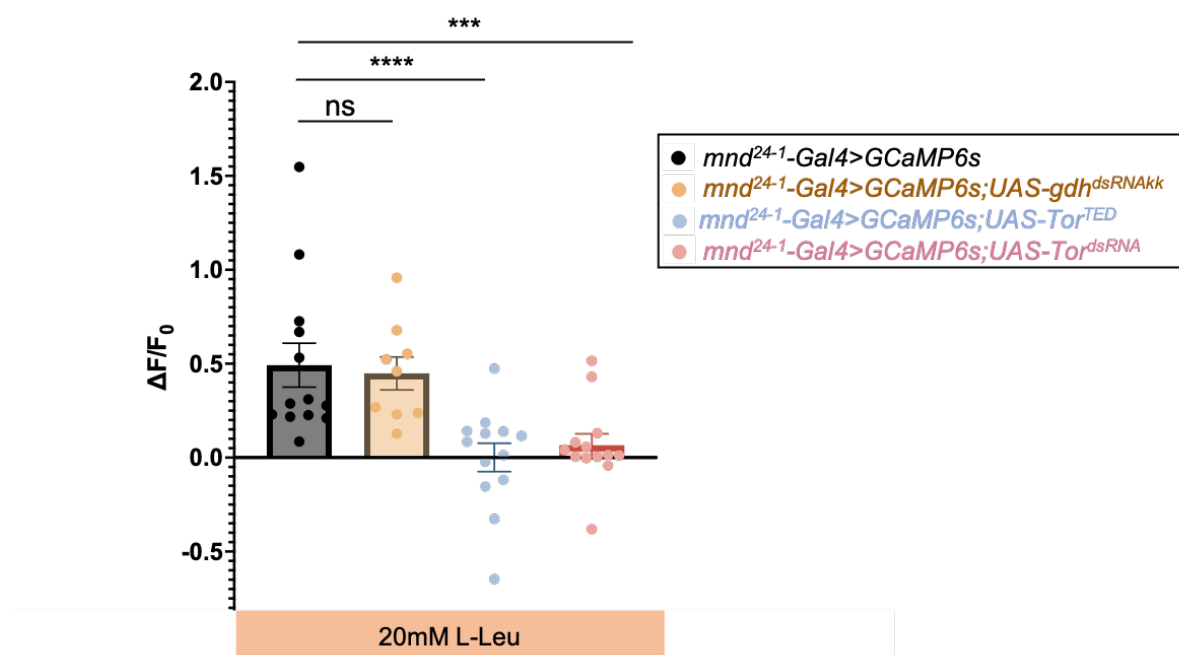 ***
****
ns
2.0
1.5
1.0
0.5
0.0
-0.5
ΔF/F0
mnd24-1-Gal4>GCaMP6s
mnd24-1-Gal4>GCaMP6s;UAS-gdhdsRNAkk
mnd24-1-Gal4>GCaMP6s;UAS-TorTED
mnd24-1-Gal4>GCaMP6s;UAS-TordsRNA
20mM L-Leu